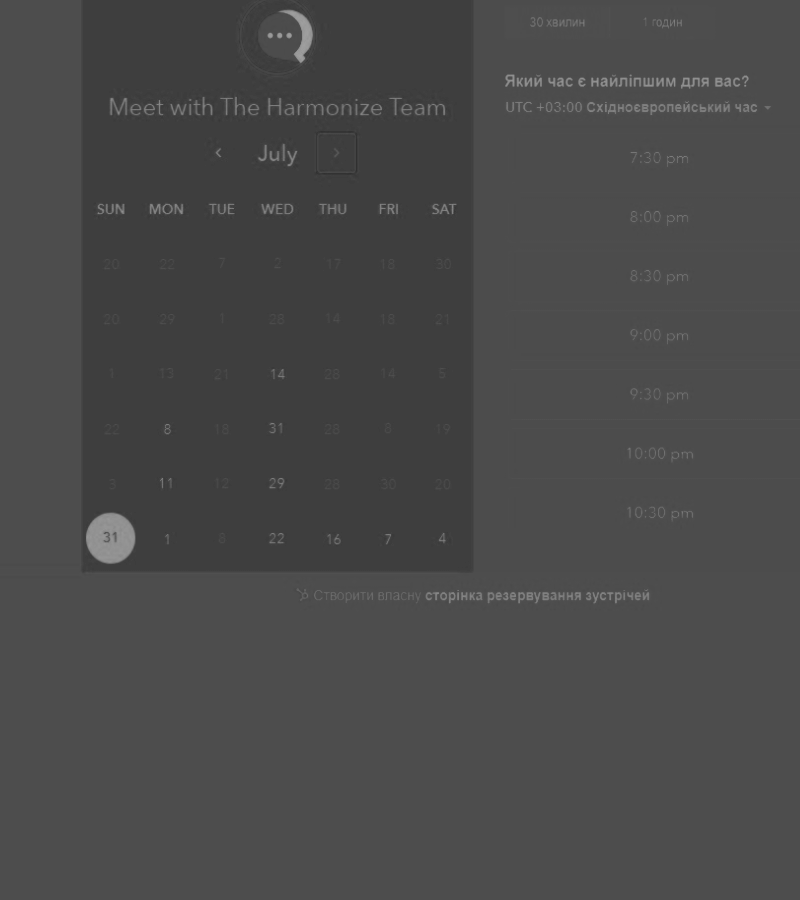 30 хвилин 1 годин
Meet with The Harmonize Team
Який час є найліпшим для вас?
UTC +03:00 Східноєвропейський час
July
7:30 pm
SUN MON TUE WED THU FRI SAT
8:00 pm
20 22 7 2 17 18 30
8:30 pm
20 29 1 28 14 18 21
9:00 pm
1 13 21 14 28 14 5
9:30 pm
22 8 18 31 28 8 19
10:00 pm
3 11 12 29 28 30 20
10:30 pm
31 1 8 22 16 7 4
Створити власну сторінка резервування зустрічей